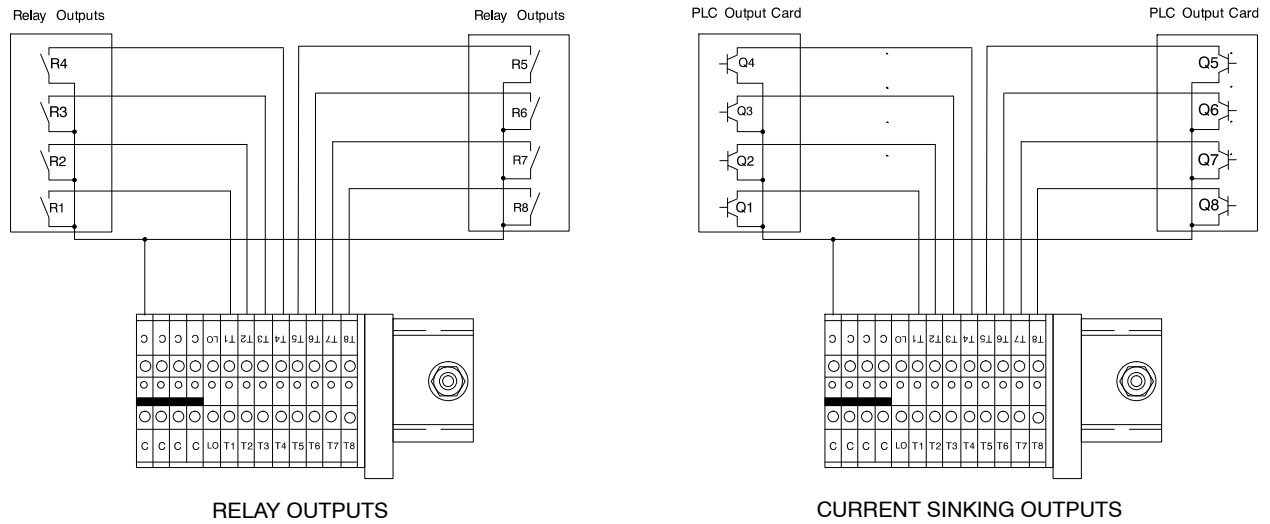 Relay Outputs
Relay Outputs
R4
R3
R2
R1
R5
R6
R7
R8
C C C C LO T1 T2 T3 T4 T5 T6 T7 T8
C C C C LO T1 T2 T3 T4 T5 T6 T7 T8
RELAY OUTPUTS
PLC Output Card
PLC Output Card
Q4
Q3
Q2
Q1
Q5
Q6
Q7
Q8
C C C C LO T1 T2 T3 T4 T5 T6 T7 T8
C C C C LO T1 T2 T3 T4 T5 T6 T7 T8
CURRENT SINKING OUTPUTS